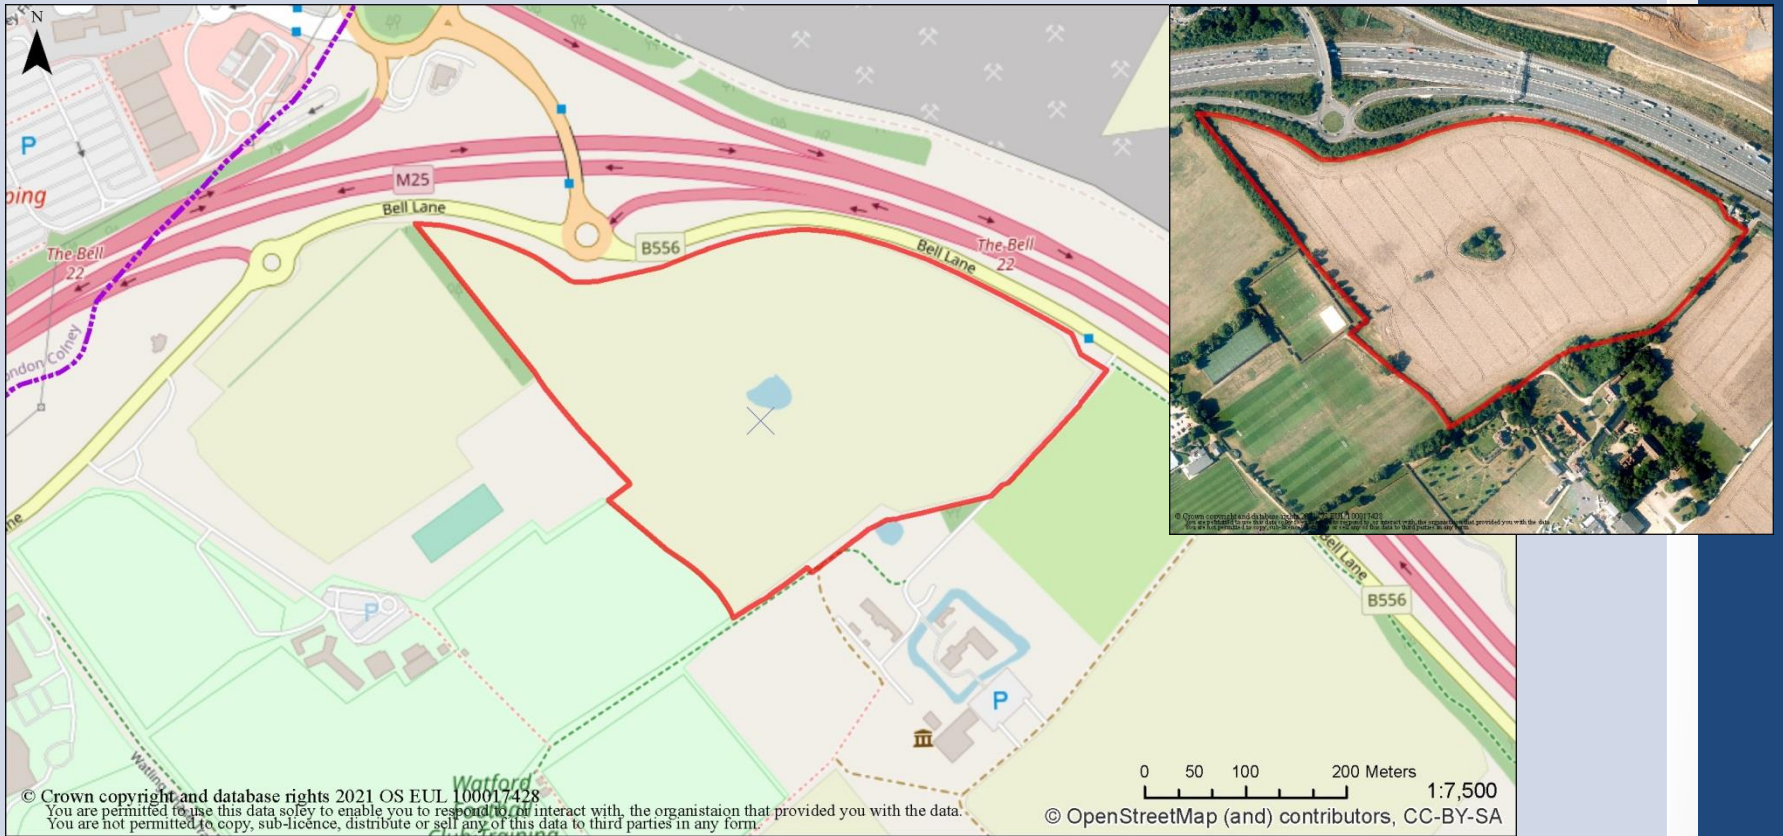 N
P
ping
M25
Bell Lane
The Bell
22
B556
Bell Lane
The Bell
22
London Colney
P
P
Bell Lane
B556
Watford
Football
Club Training
© Crown copyright and database rights 2021 OS EUL 100017428
You are permitted to use this data soley to enable you to respond to, or interact with, the organistaion that provided you with the data.
You are not permitted to copy, sub-licence, distribute or sell any of this data to third parties in any form.
0 50 100 200 Meters
1:7,500
© OpenStreetMap (and) contributors, CC-BY-SA